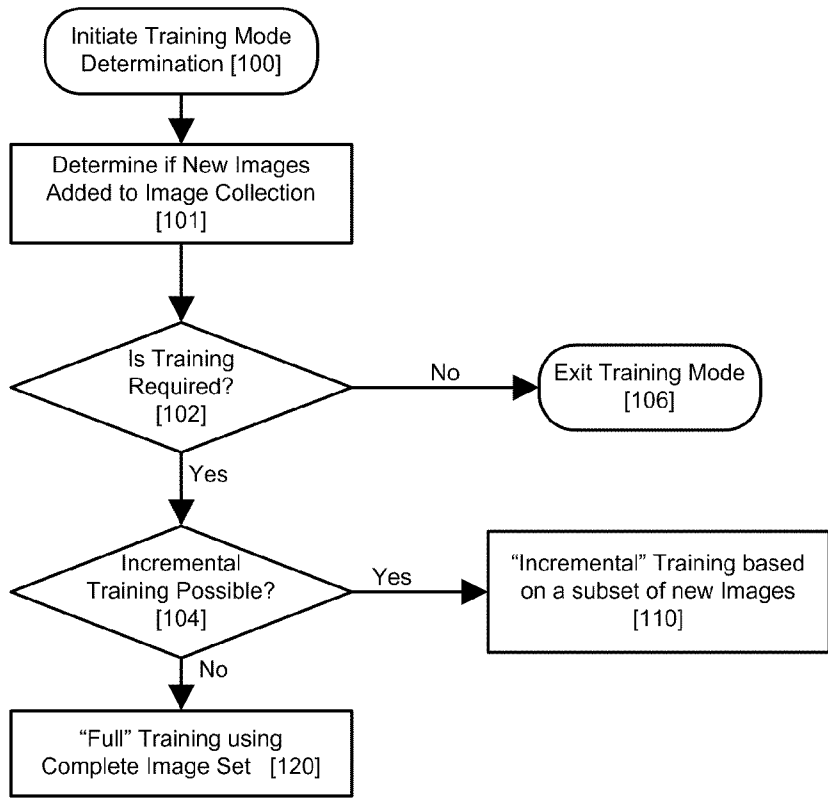 Initiate Training Mode
Determination [100]
Determine if New Images
Added to Image Collection
[101]
Is Training
Required?
[102]
No
Exit Training Mode
[106]
Yes
Incremental
Training Possible?
[104]
Yes
“Incremental” Training based
on a subset of new Images
[110]
No
“Full” Training using
Complete Image Set [120]